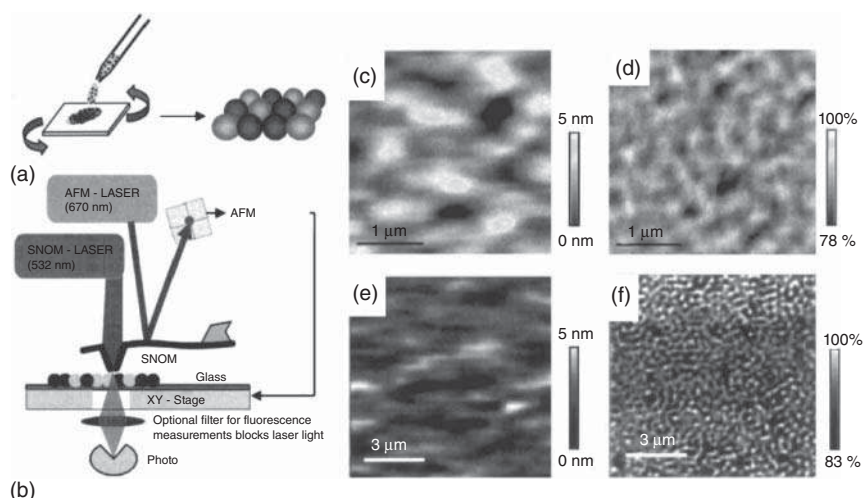 (a)
AFM - LASER
(670 nm)
AFM
SNOM - LASER
(532 nm)
SNOM
Glass
XY - Stage
Optional filter for fluorescence
measurements blocks laser light
Photo
(b)
(c)
1 μm
5 nm
0 nm
(d)
1 μm
100%
78 %
(e)
3 μm
5 nm
0 nm
(f)
3 μm
100%
83 %